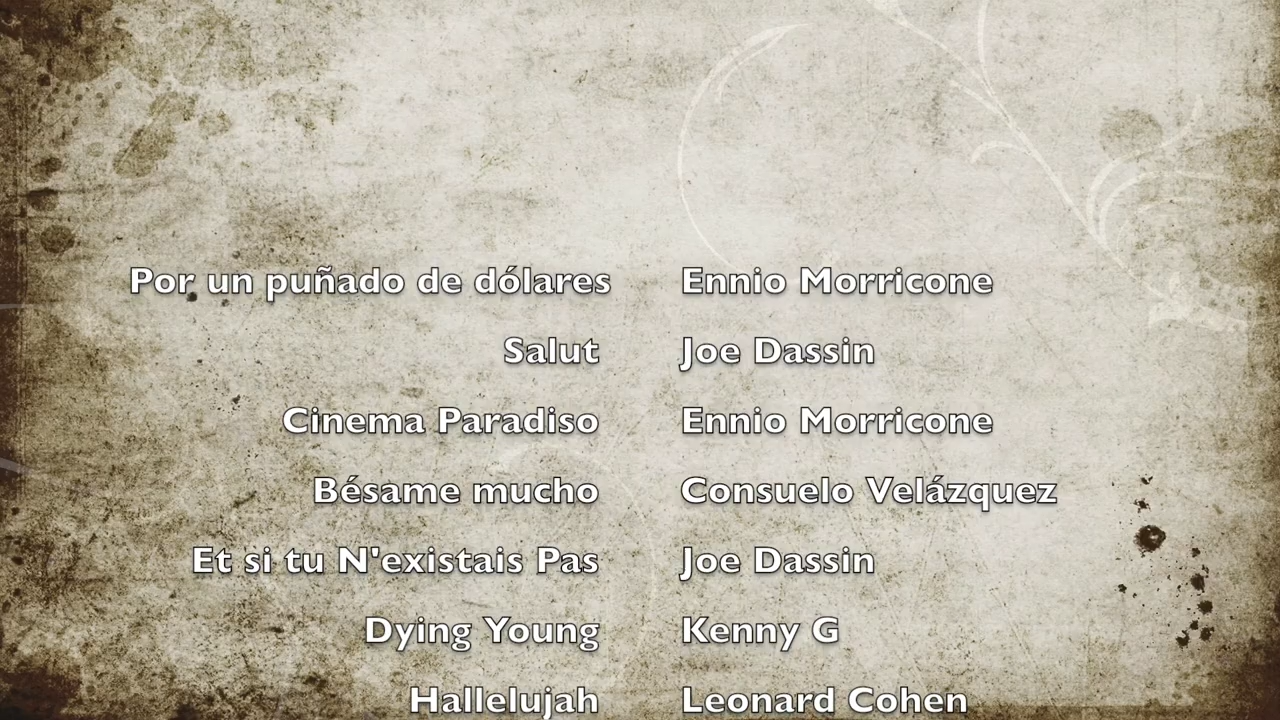 Por un puñado de dólares Ennio Morricone
Salut Joe Dassin
Cinema Paradiso Ennio Morricone
Bésame mucho Consuelo Velázquez
Et si tu N'existais Pas Joe Dassin
Dying Young Kenny G
Hallelujah Leonard Cohen